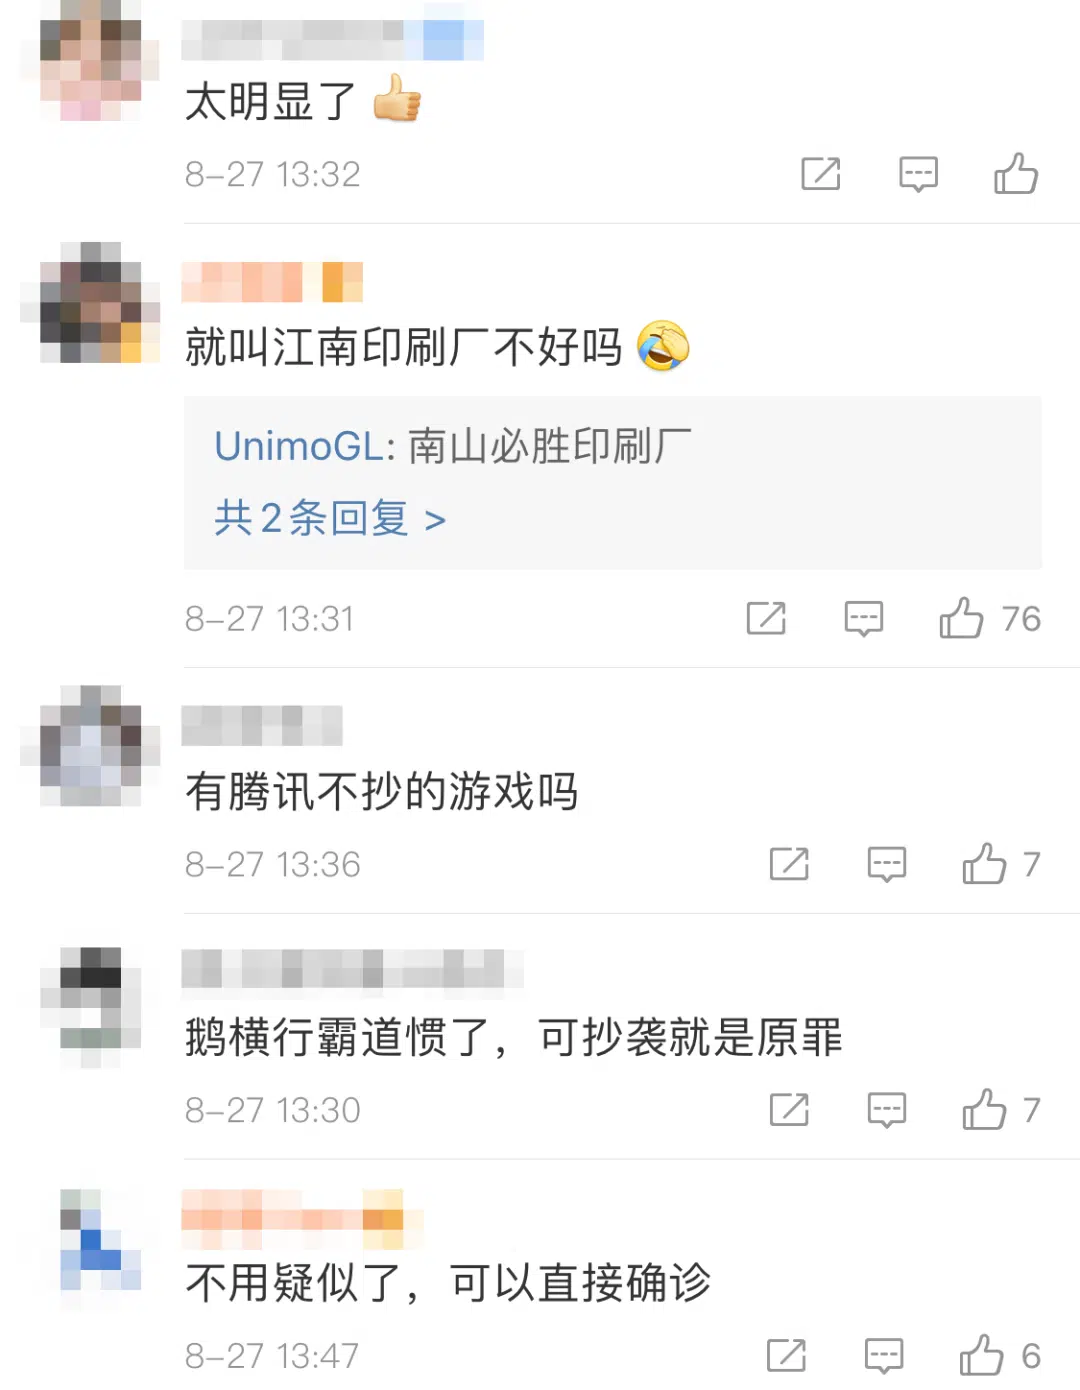 太明显了
8-27 13:32
就叫江南印刷厂不好吗
UnimoGL: 南山必胜印刷厂
共2条回复 >
8-27 13:31
76
有腾讯不抄的游戏吗
8-27 13:36
7
鹅横行霸道惯了，可抄袭就是原罪
8-27 13:30
7
不用疑似了，可以直接确诊
8-27 13:47
6